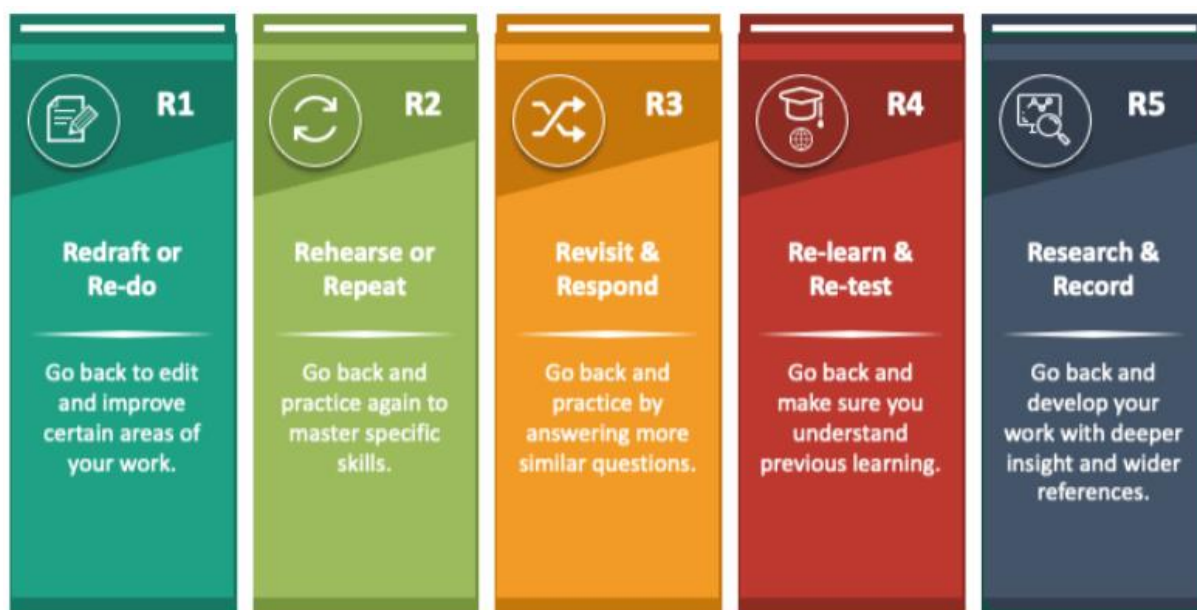 R1
Redraft or
Re-do
Go back to edit
and improve
certain areas of
your work.
R2
Rehearse or
Repeat
Go back and
practice again to
master specific
skills.
R3
Revisit &
Respond
Go back and
practice by
answering more
similar questions.
R4
Re-learn &
Re-test
Go back and
make sure you
understand
previous learning.
R5
Research &
Record
Go back and
develop your
work with deeper
insight and wider
references.